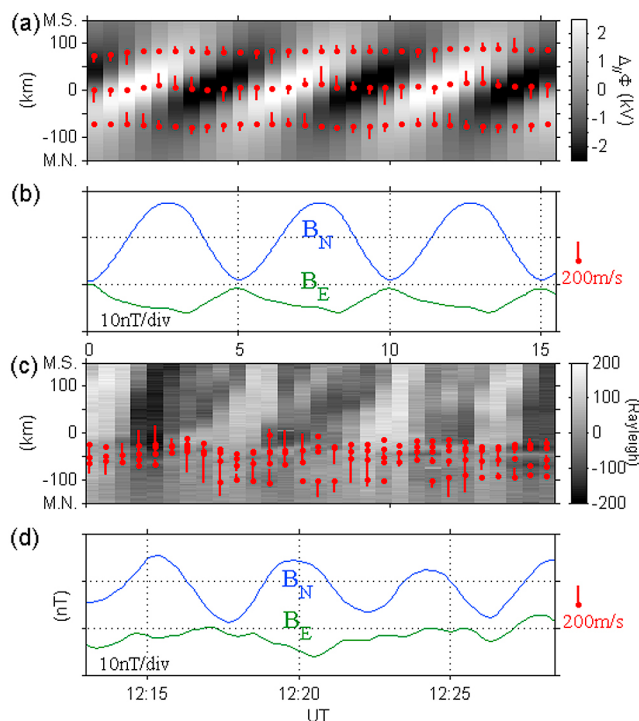 (a) M.S.
100
0
-100
M.N.
(km)
2
1
0
-1
-2
Δ// Φ (KV)
(b)
B_N
B_E
10nT/div
0 5 10 15
200m/s
(c) M.S.
100
0
-100
M.N.
(km)
200
100
0
-100
-200
(Rayleigh)
(d)
(nT)
B_N
B_E
10nT/div
200m/s
12:15 12:20 12:25
UT